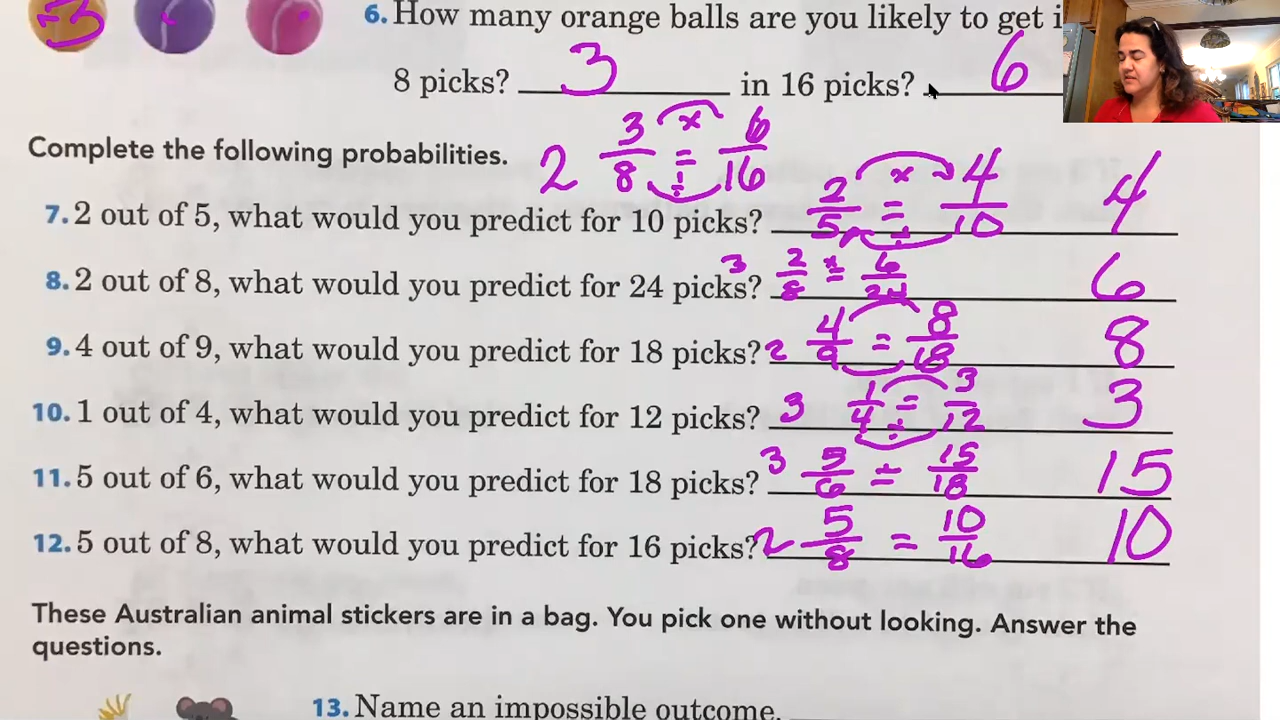 3
6. How many orange balls are you likely to get i
8 picks? 3 in 16 picks? 6
Complete the following probabilities. 2 3/8 = 6/16 × ÷
7. 2 out of 5, what would you predict for 10 picks? 2/5 × = 4/10 ÷ 4
8. 2 out of 8, what would you predict for 24 picks? 3 2/8 × = 6/24 6
9. 4 out of 9, what would you predict for 18 picks? 2 4/9 = 8/18 8
10. 1 out of 4, what would you predict for 12 picks? 3 1/4 = 3/12 ÷ 3
11. 5 out of 6, what would you predict for 18 picks? 3 5/6 = 15/18 15
12. 5 out of 8, what would you predict for 16 picks? 2 5/8 = 10/16 10
These Australian animal stickers are in a bag. You pick one without looking. Answer the
questions.
13. Name an impossible outcome.